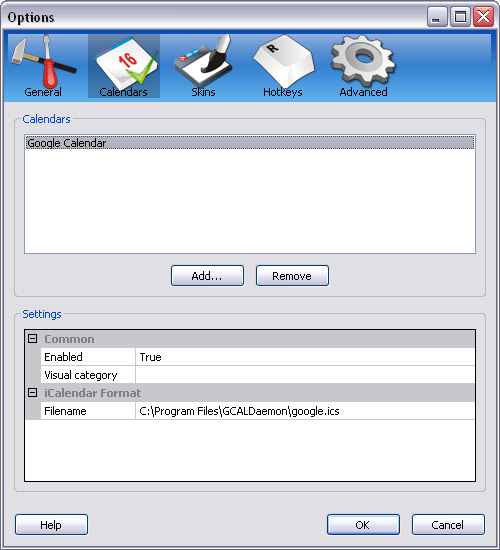 Options
R 16
General Calendars Skins Hotkeys Advanced
Calendars
Google Calendar
Add... Remove
Settings
Common
Enabled True
Visual category
iCalendar Format
Filename C:\Program Files\GCALDaemon\google.ics
Help OK Cancel